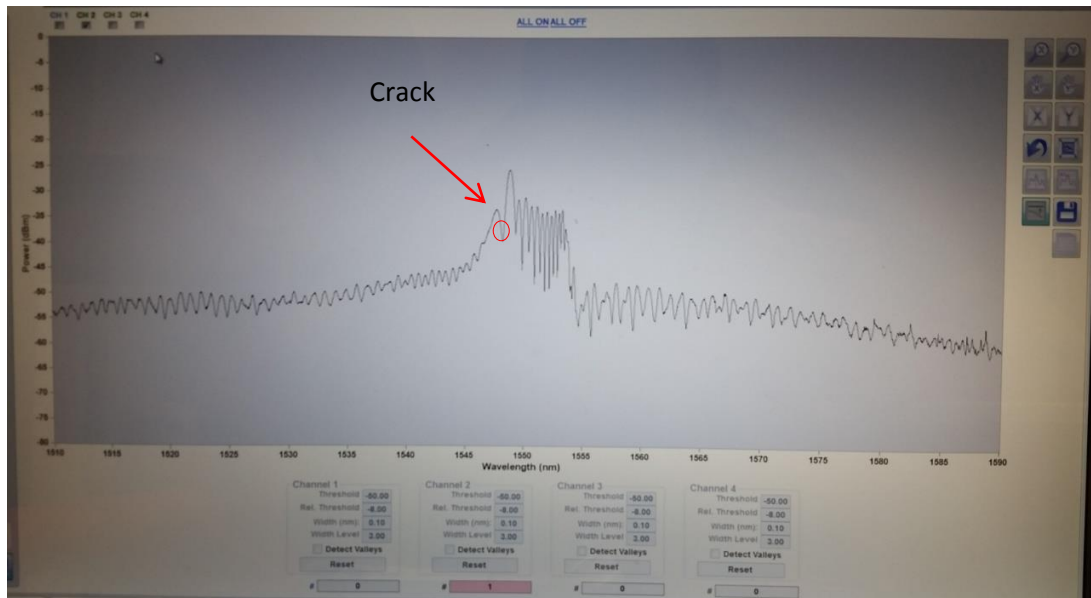 CH 1 CH 2 CH 3 CH 4
ALL ON ALL OFF
Crack
Power (dBm)
0
-5
-10
-15
-20
-25
-30
-35
-40
-45
-50
-55
-60
-65
-70
-75
-80
1510 1515 1520 1525 1530 1535 1540 1545 1550 1555 1560 1565 1570 1575 1580 1585 1590
Wavelength (nm)
X Y
Channel 1
Threshold -50.00
Rel. Threshold -8.00
Width (nm): 0.10
Width Level 3.00
Detect Valleys
Reset
# 0
Channel 2
Threshold -50.00
Rel. Threshold -8.00
Width (nm): 0.10
Width Level 3.00
Detect Valleys
Reset
# 1
Channel 3
Threshold -50.00
Rel. Threshold -8.00
Width (nm): 0.10
Width Level 3.00
Detect Valleys
Reset
# 0
Channel 4
Threshold -50.00
Rel. Threshold -8.00
Width (nm): 0.10
Width Level 3.00
Detect Valleys
Reset
# 0